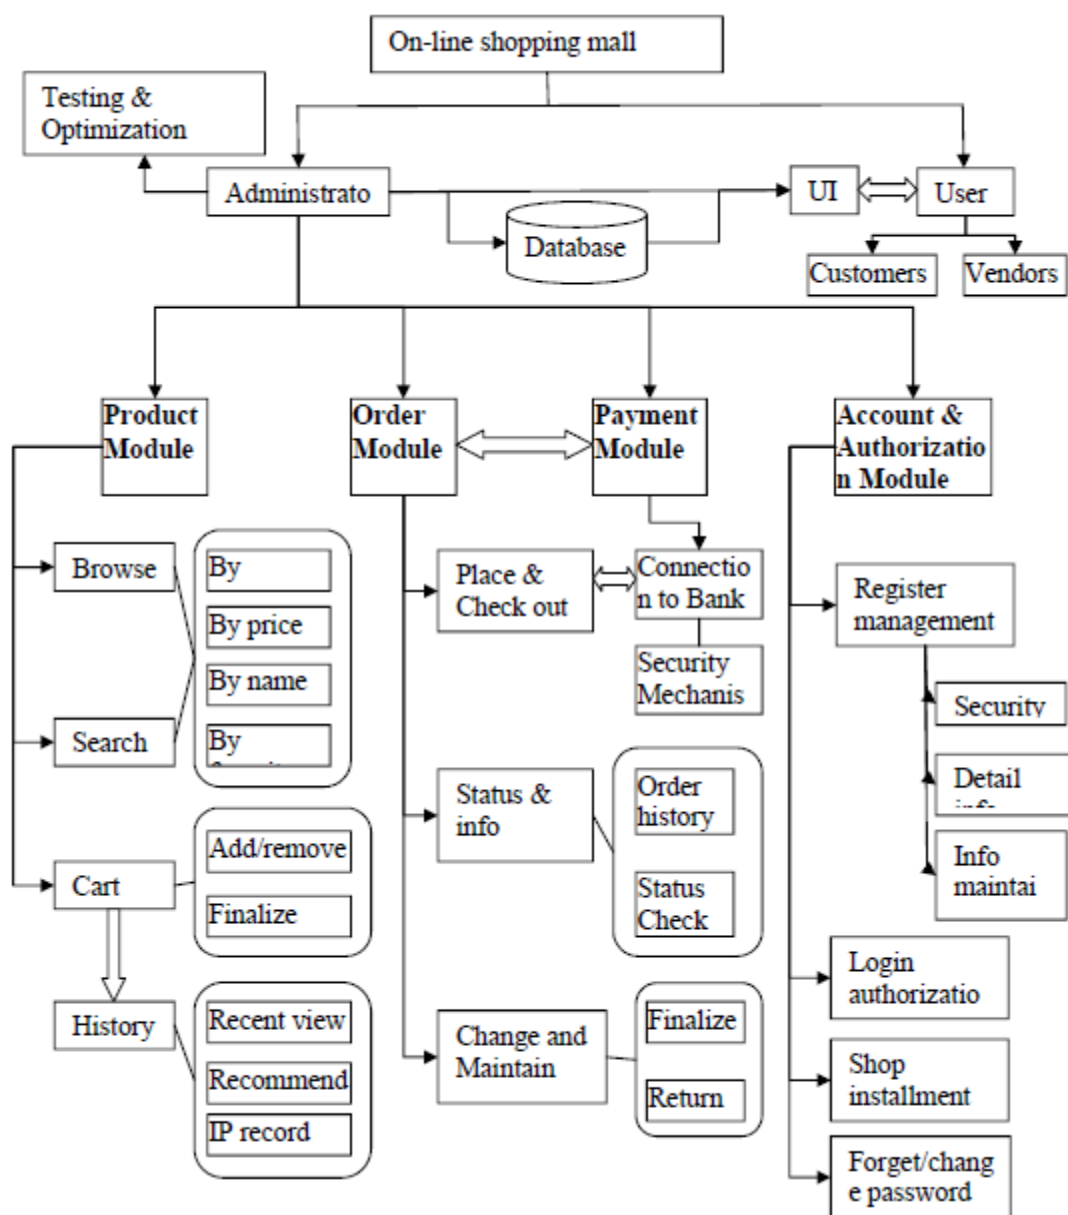 On-line shopping mall
Testing &
Optimization
Administrato
UI
User
Database
Customers
Vendors
Product
Module
Order
Module
Payment
Module
Account &
Authorizatio
n Module
Browse
By
By price
By name
Search
By
Place &
Check out
Connectio
n to Bank
Security
Mechanis
Register
management
Security
Detail
Info
maintai
Status &
info
Order
history
Status
Check
Cart
Add/remove
Finalize
History
Recent view
Recommend
IP record
Change and
Maintain
Finalize
Return
Login
authorizatio
Shop
installment
Forget/chang
e password